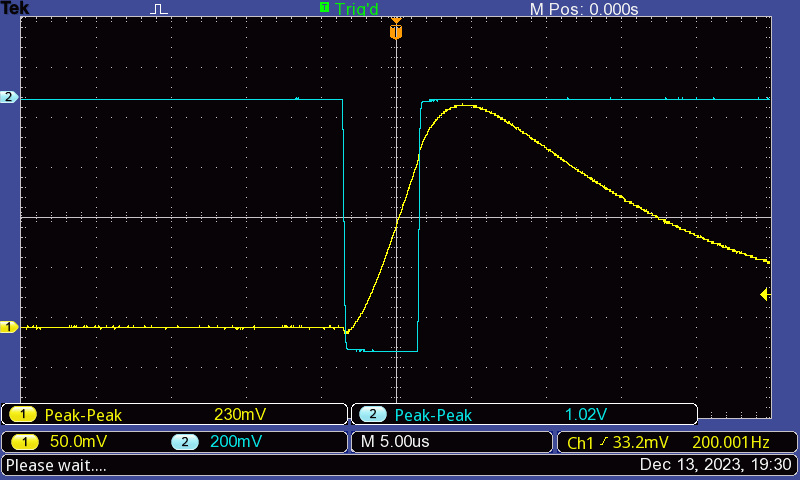 Tek T Trig'd M Pos: 0.000s
T
2
1
1 Peak-Peak 230mV 2 Peak-Peak 1.02V
1 50.0mV 2 200mV M 5.00us Ch1 / 33.2mV 200.001Hz
Please wait.... Dec 13, 2023, 19:30